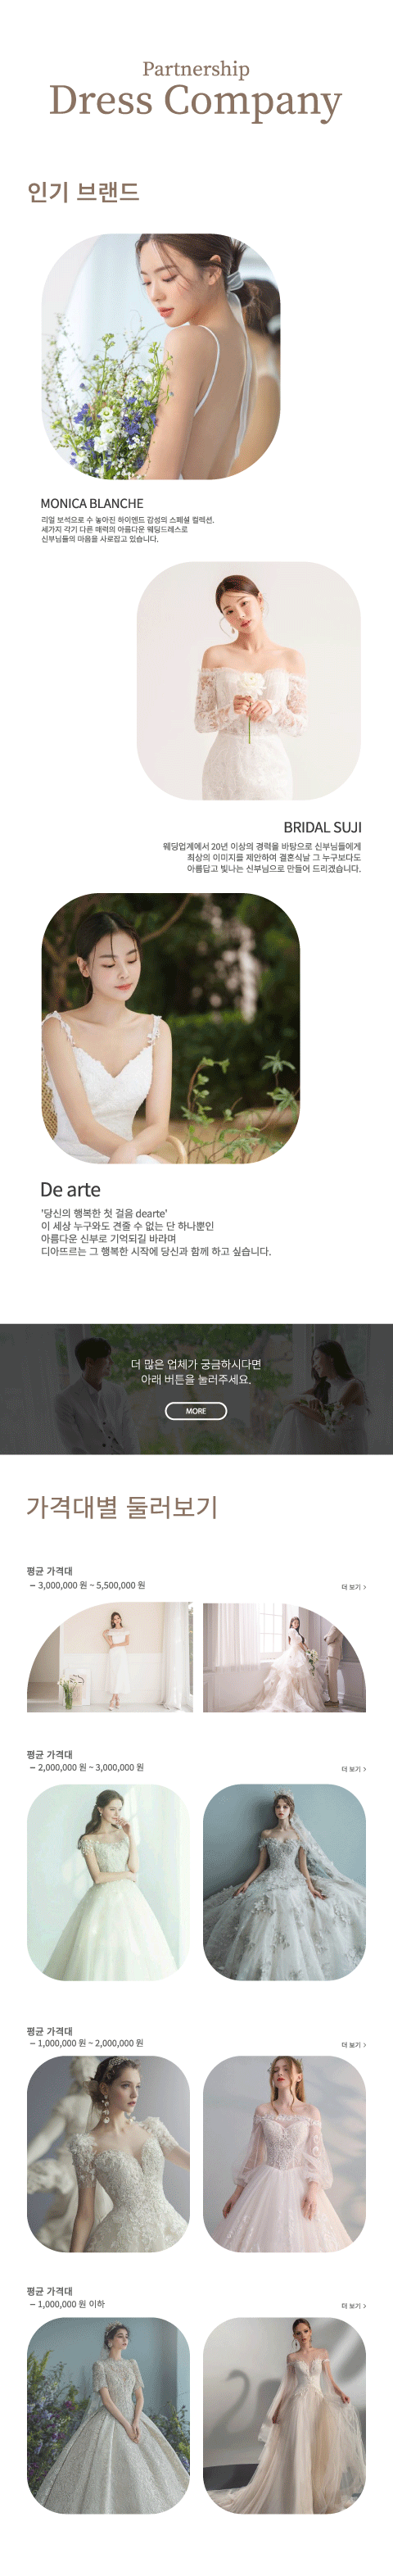 Partnership
Dress Company
인기 브랜드
MONICA BLANCHE
리얼 보석으로 수 놓아진 하이엔드 감성의 스페셜 컬렉션.
세가지 각기 다른 매력의 아름다운 웨딩드레스로
신부님들의 마음을 사로잡고 있습니다.
BRIDAL SUJI
웨딩업계에서 20년 이상의 경력을 바탕으로 신부님들에게
최상의 이미지를 제안하여 결혼식날 그 누구보다도
아름답고 빛나는 신부님으로 만들어 드리겠습니다.
De arte
'당신의 행복한 첫 걸음 dearte'
이 세상 누구와도 견줄 수 없는 단 하나뿐인
아름다운 신부로 기억되길 바라며
디아뜨르는 그 행복한 시작에 당신과 함께 하고 싶습니다.
더 많은 업체가 궁금하시다면
아래 버튼을 눌러주세요.
MORE
가격대별 둘러보기
평균 가격대
– 3,000,000 원 ~ 5,500,000 원
더 보기 >
평균 가격대
– 2,000,000 원 ~ 3,000,000 원
더 보기 >
평균 가격대
– 1,000,000 원 ~ 2,000,000 원
더 보기 >
평균 가격대
– 1,000,000 원 이하
더 보기 >